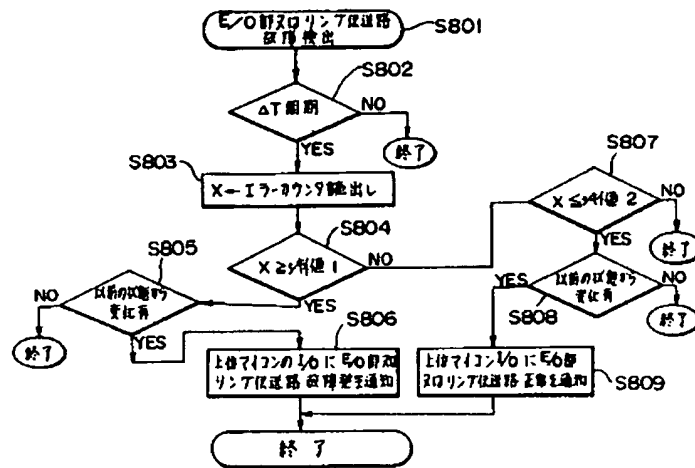 E/O部又はリング伝送路
故障検出
S801
S802
ΔT周期
NO
終了
YES
S803
X←エラーカウンタ読出し
S804
X≧しきい値1
NO
YES
S807
X≦しきい値2
NO
終了
YES
S805
以前の状態から
変化有
NO
終了
YES
以前の状態から
変化有
YES
NO
終了
S808
S806
上位マイコンのI/OにE/O部又は
リング伝送路故障発生を通知
上位マイコンI/OにE/O部
又はリング伝送路正常を通知
S809
終了